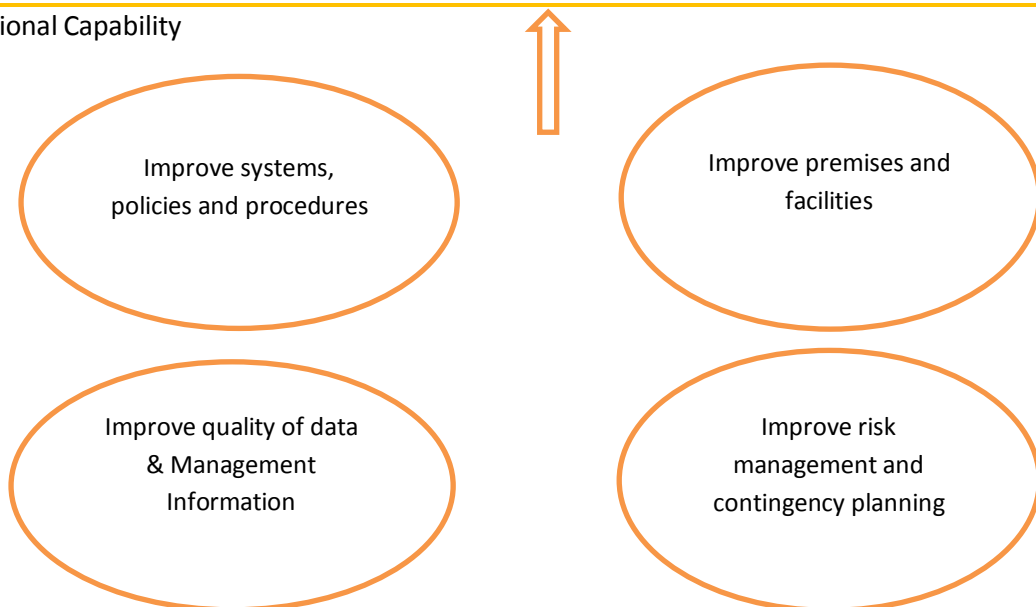 ional Capability
Improve systems,
policies and procedures
Improve premises and
facilities
Improve quality of data
& Management
Information
Improve risk
management and
contingency planning